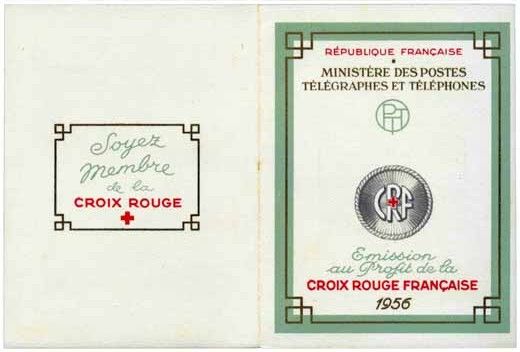 Soyez
Membre
de la
CROIX ROUGE
RÉPUBLIQUE FRANÇAISE
MINISTÈRE DES POSTES
TÉLÉGRAPHES ET TÉLÉPHONES
PTT
CRF
Emission
au Profit de la
CROIX ROUGE FRANÇAISE
1956